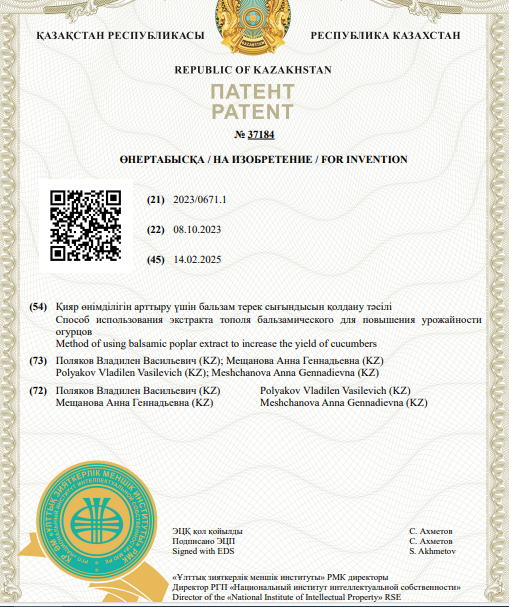 ҚАЗАҚСТАН РЕСПУБЛИКАСЫ
РЕСПУБЛИКА КАЗАХСТАН
REPUBLIC OF KAZAKHSTAN
ПАТЕНТ
PATENT
№ 37184
ӨНЕРТАБЫСҚА / НА ИЗОБРЕТЕНИЕ / FOR INVENTION
(21) 2023/0671.1
(22) 08.10.2023
(45) 14.02.2025
(54) Қияр өнімділігін арттыру үшін бальзам терек сығындысын қолдану тәсілі
Способ использования экстракта тополя бальзамического для повышения урожайности
огурцов
Method of using balsamic poplar extract to increase the yield of cucumbers
(73) Поляков Владилен Васильевич (KZ); Мещанова Анна Геннадьевна (KZ)
Polyakov Vladilen Vasilevich (KZ); Meshchanova Anna Gennadievna (KZ)
(72) Поляков Владилен Васильевич (KZ) Polyakov Vladilen Vasilevich (KZ)
Мещанова Анна Геннадьевна (KZ) Meshchanova Anna Gennadievna (KZ)
ЭЦҚ қол қойылды С. Ахметов
Подписано ЭЦП С. Ахметов
Signed with EDS S. Akhmetov
«Ұлттық зияткерлік меншік институты» РМК директоры
Директор РГП «Национальный институт интеллектуальной собственности»
Director of the «National Institute of Intellectual Property» RSE